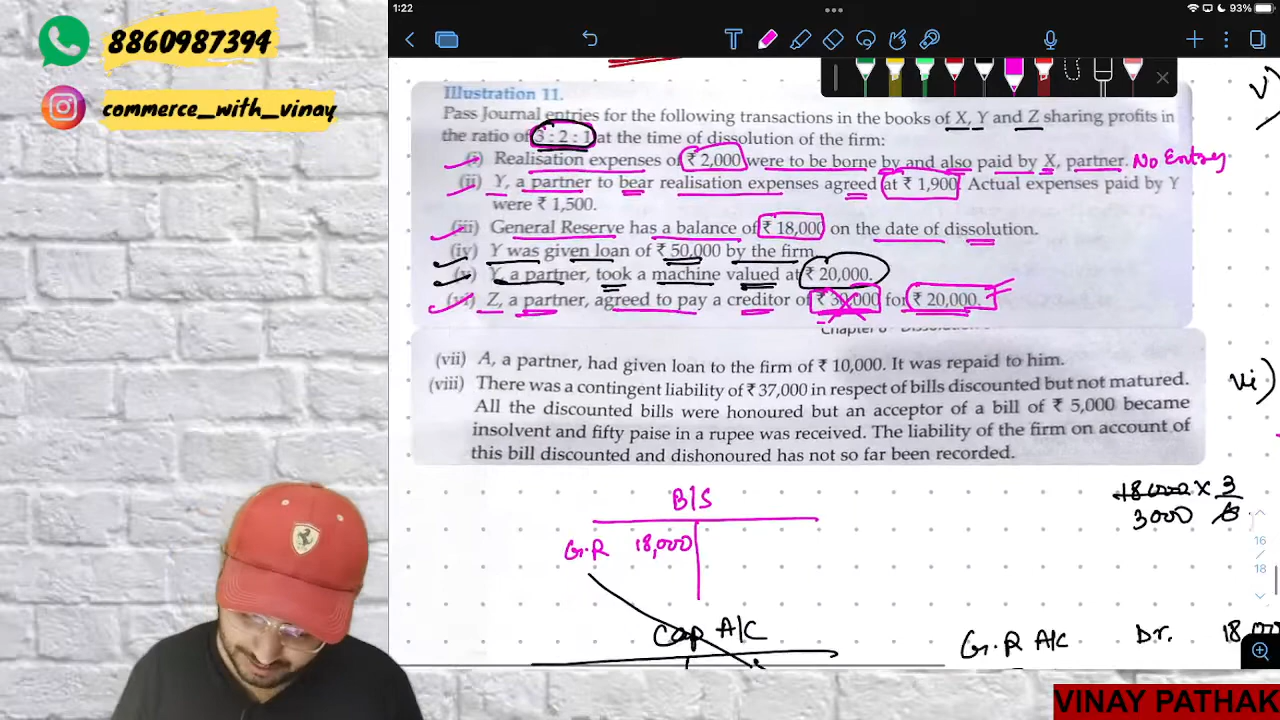 8860987394
commerce_with_vinay
1:22
93%
Illustration 11.
Pass Journal entries for the following transactions in the books of X, Y and Z sharing profits in
the ratio of 3 : 2 : 1 at the time of dissolution of the firm:
(i) Realisation expenses of ₹ 2,000 were to be borne by and also paid by X, partner. No Entry
(ii) Y, a partner to bear realisation expenses agreed at ₹ 1,900. Actual expenses paid by Y
were ₹ 1,500.
(iii) General Reserve has a balance of ₹ 18,000 on the date of dissolution.
(iv) Y was given loan of ₹ 50,000 by the firm.
(v) Y, a partner, took a machine valued at ₹ 20,000.
(vi) Z, a partner, agreed to pay a creditor of ₹ 30,000 for ₹ 20,000.
(vii) A, a partner, had given loan to the firm of ₹ 10,000. It was repaid to him.
(viii) There was a contingent liability of ₹ 37,000 in respect of bills discounted but not matured.
All the discounted bills were honoured but an acceptor of a bill of ₹ 5,000 became
insolvent and fifty paise in a rupee was received. The liability of the firm on account of
this bill discounted and dishonoured has not so far been recorded.
v)
vi)
B/S
G.R 18,000
18000 × 3
3000 6
Cap A/C
G.R A/C Dr.
16
18
VINAY PATHAK